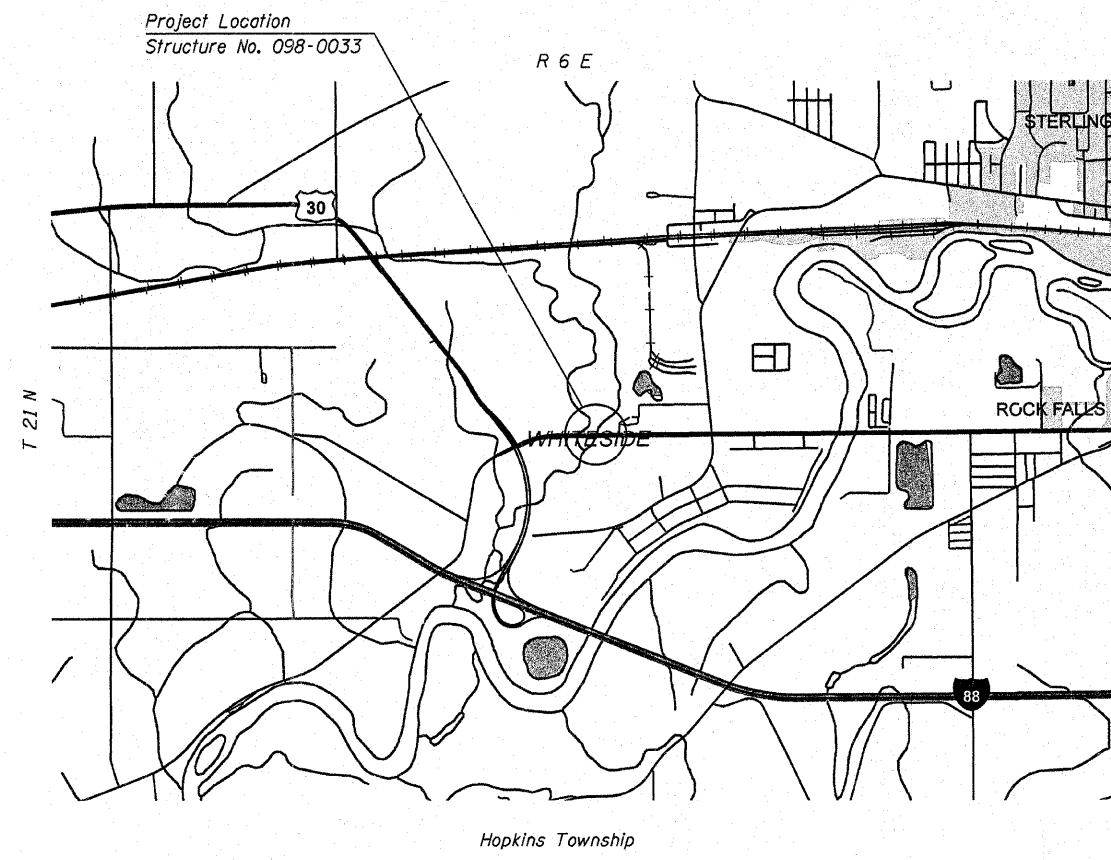 Project Location
Structure No. 098-0033
R 6 E
STERLING
30
T 21 N
ROCK FALLS
WHITESIDE
88
Hopkins Township